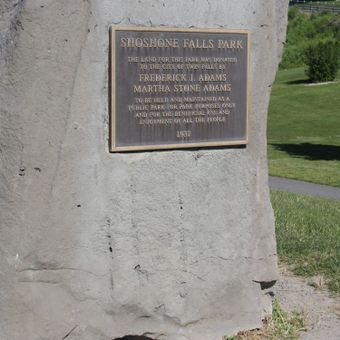 SHOSHONE FALLS PARK
THE LAND FOR THIS PARK WAS DONATED
TO THE CITY OF TWIN FALLS BY
FREDERICK J. ADAMS
MARTHA STONE ADAMS
TO BE HELD AND MAINTAINED AS A
PUBLIC PARK FOR PARK PURPOSES ONLY
AND FOR THE BENEFICIAL USE AND
ENJOYMENT OF ALL THE PEOPLE
1932